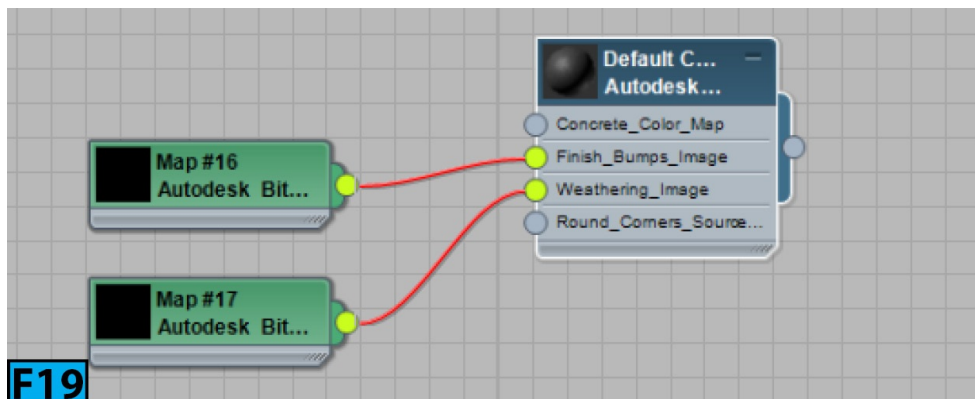 Default C...
Autodesk...
Concrete_Color_Map
Finish_Bumps_Image
Weathering_Image
Round_Corners_Source...
Map #16
Autodesk Bit...
Map #17
Autodesk Bit...
F19